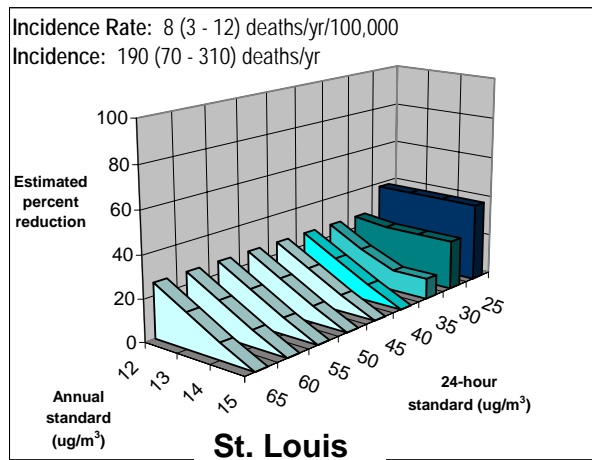 Incidence Rate: 8 (3 - 12) deaths/yr/100,000
Incidence: 190 (70 - 310) deaths/yr
100
80
60
40
20
0
Estimated
percent
reduction
12
13
14
15
65
60
55
50
45
40
35
30
25
Annual
standard
(ug/m³)
24-hour
standard (ug/m³)
St. Louis